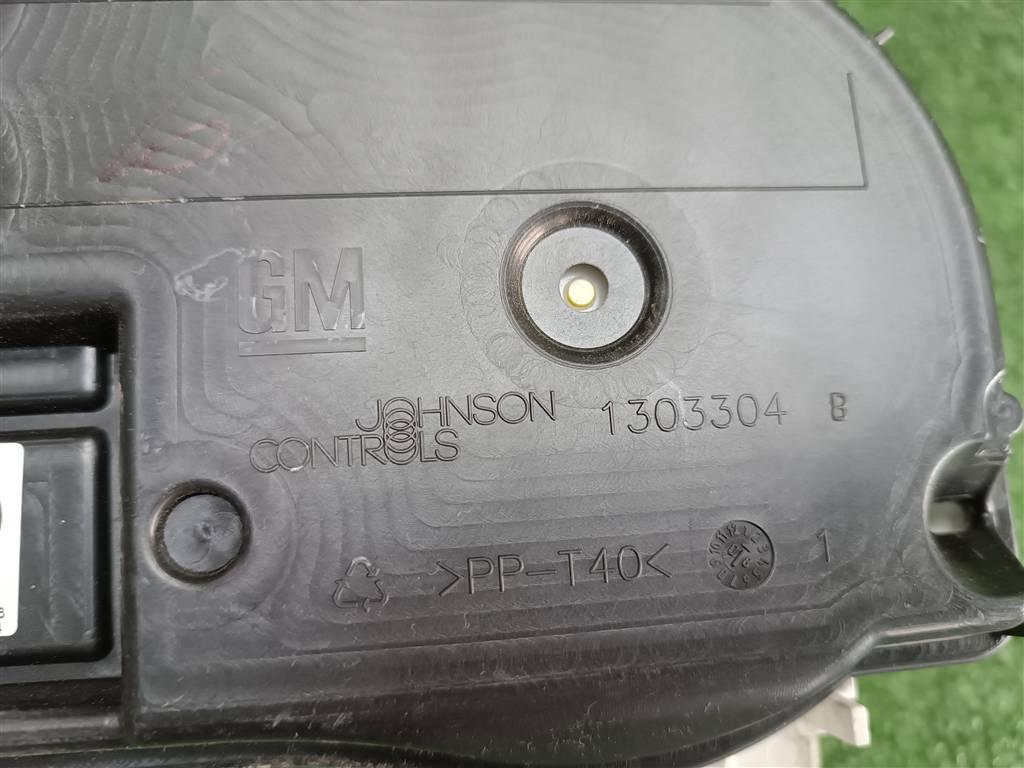 GM
JOHNSON CONTROLS 1303304 B
>PP-T40< 1